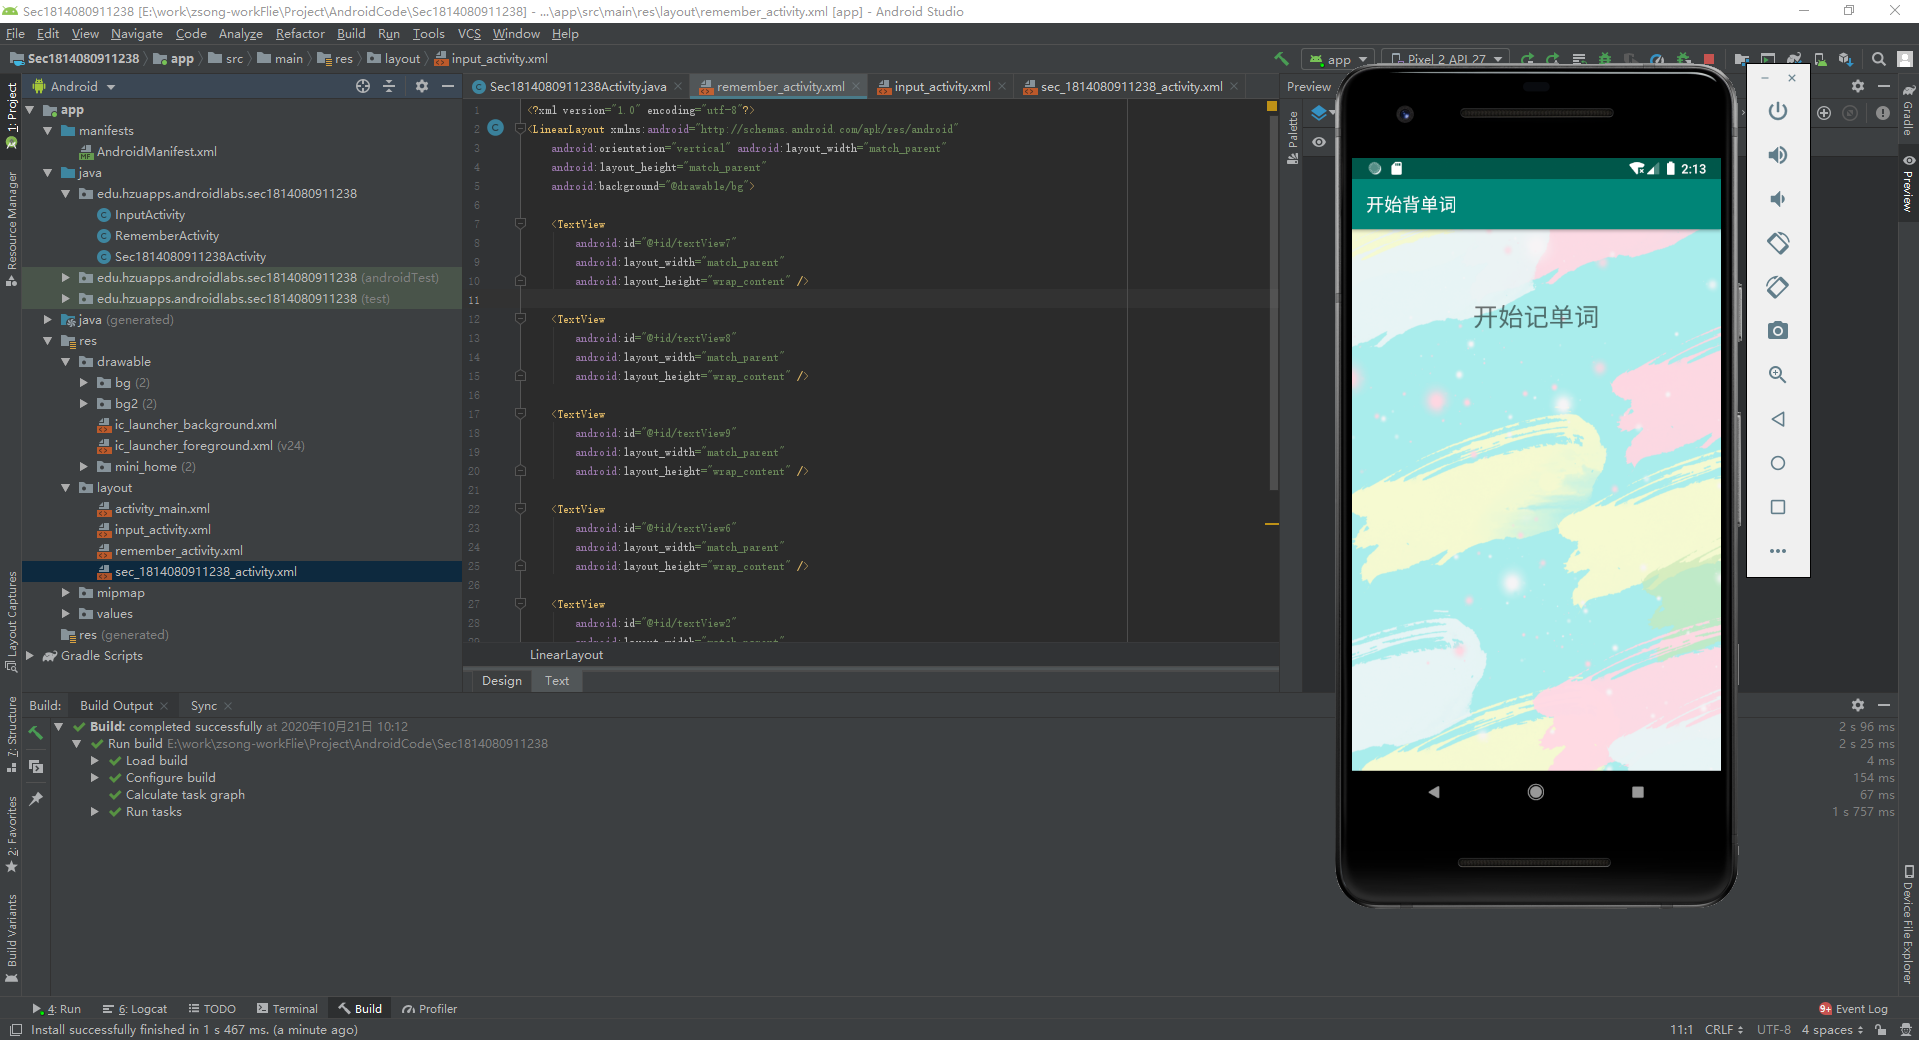 Sec1814080911238 [E:\work\zsong-workFlie\Project\AndroidCode\Sec1814080911238] - ...\app\src\main\res\layout\remember_activity.xml [app] - Android Studio
File Edit View Navigate Code Analyze Refactor Build Run Tools VCS Window Help
Sec1814080911238 app src main res layout input_activity.xml app Pixel 2 API 27
Android Sec1814080911238Activity.java remember_activity.xml input_activity.xml sec_1814080911238_activity.xml Preview
app
manifests
AndroidManifest.xml
java
edu.hzuapps.androidlabs.sec1814080911238
InputActivity
RememberActivity
Sec1814080911238Activity
edu.hzuapps.androidlabs.sec1814080911238 (androidTest)
edu.hzuapps.androidlabs.sec1814080911238 (test)
java (generated)
res
drawable
bg (2)
bg2 (2)
ic_launcher_background.xml
ic_launcher_foreground.xml (v24)
mini_home (2)
layout
activity_main.xml
input_activity.xml
remember_activity.xml
sec_1814080911238_activity.xml
mipmap
values
res (generated)
Gradle Scripts
1 <?xml version="1.0" encoding="utf-8"?>
2 <LinearLayout xmlns:android="http://schemas.android.com/apk/res/android"
3 android:orientation="vertical" android:layout_width="match_parent"
4 android:layout_height="match_parent"
5 android:background="@drawable/bg">
6
7 <TextView
8 android:id="@+id/textView7"
9 android:layout_width="match_parent"
10 android:layout_height="wrap_content" />
11
12 <TextView
13 android:id="@+id/textView8"
14 android:layout_width="match_parent"
15 android:layout_height="wrap_content" />
16
17 <TextView
18 android:id="@+id/textView9"
19 android:layout_width="match_parent"
20 android:layout_height="wrap_content" />
21
22 <TextView
23 android:id="@+id/textView6"
24 android:layout_width="match_parent"
25 android:layout_height="wrap_content" />
26
27 <TextView
28 android:id="@+id/textView2"
29 android:layout_width="match_parent"
LinearLayout
Design Text
1: Project
Resource Manager
Layout Captures
7: Structure
2: Favorites
Build Variants
Palette
Gradle
Preview
Device File Explorer
2:13
开始背单词
开始记单词
Build: Build Output Sync
Build: completed successfully at 2020年10月21日 10:12 2 s 96 ms
Run build E:\work\zsong-workFlie\Project\AndroidCode\Sec1814080911238 2 s 25 ms
Load build 4 ms
Configure build 154 ms
Calculate task graph 67 ms
Run tasks 1 s 757 ms
4: Run 6: Logcat TODO Terminal Build Profiler 9+ Event Log
Install successfully finished in 1 s 467 ms. (a minute ago) 11:1 CRLF UTF-8 4 spaces